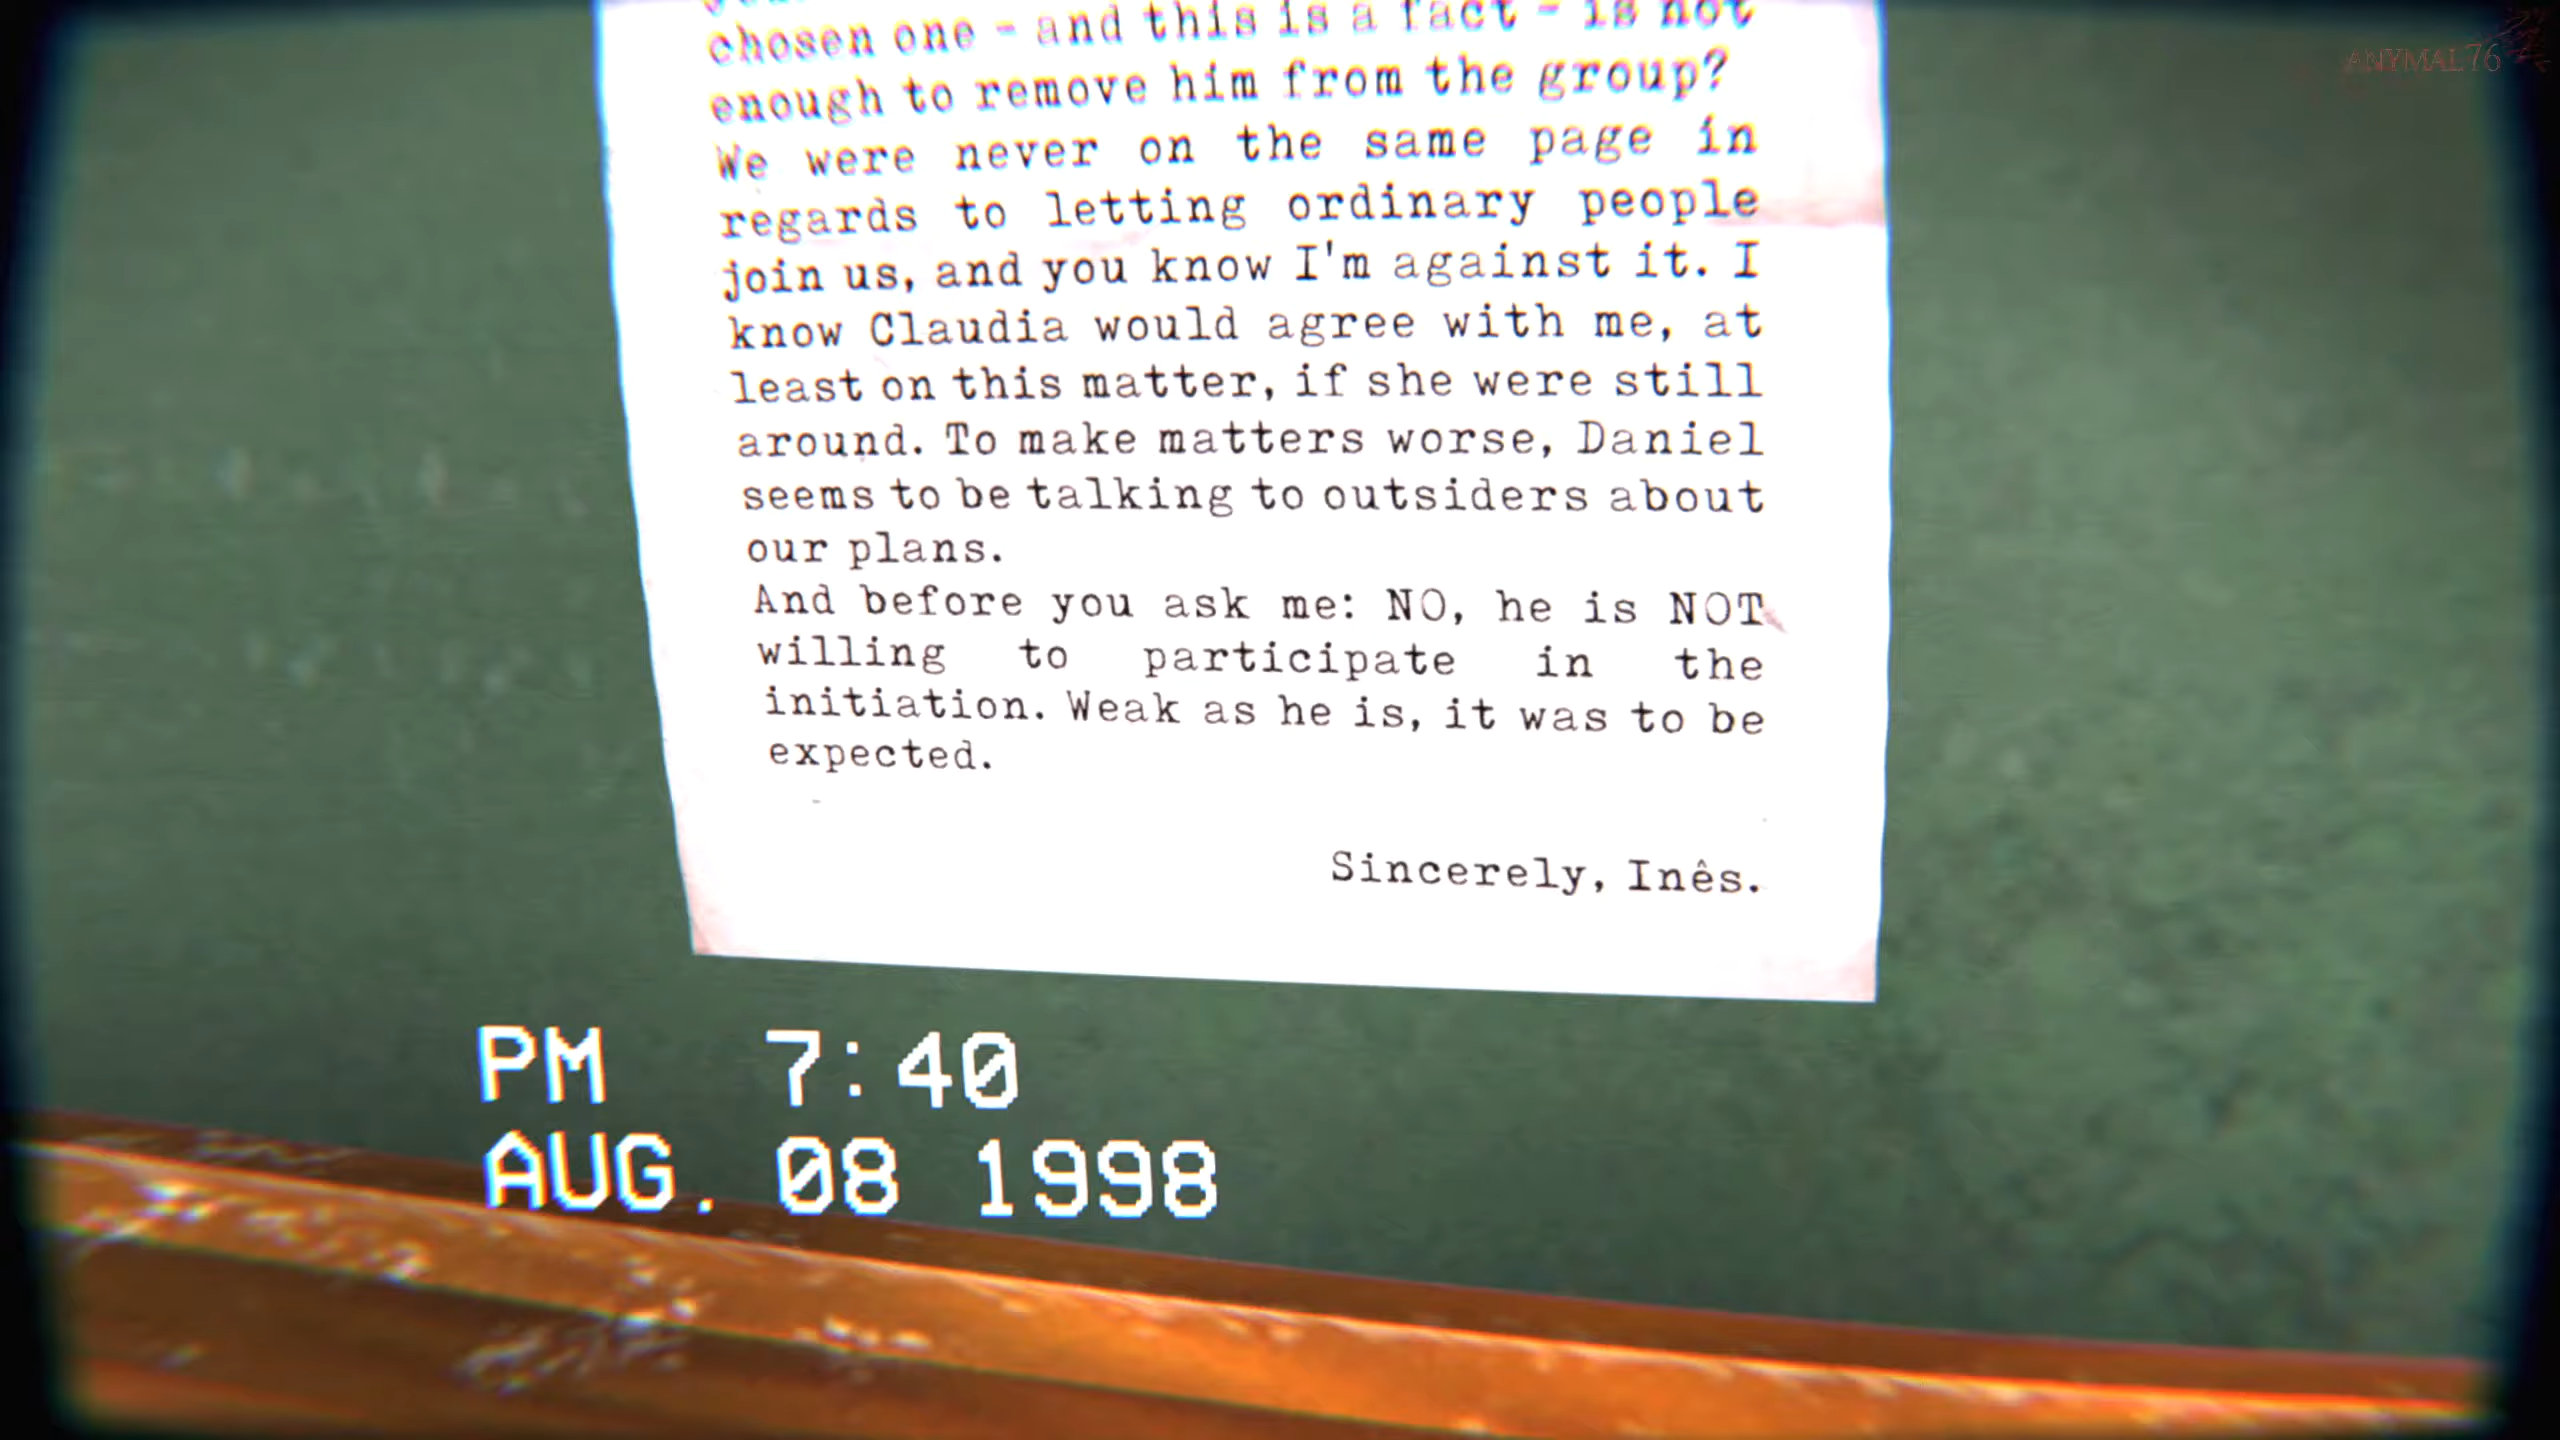 chosen one - and this is a fact - is not
enough to remove him from the group?
We were never on the same page in
regards to letting ordinary people
join us, and you know I'm against it. I
know Claudia would agree with me, at
least on this matter, if she were still
around. To make matters worse, Daniel
seems to be talking to outsiders about
our plans.
And before you ask me: NO, he is NOT
willing to participate in the
initiation. Weak as he is, it was to be
expected.
Sincerely, Inês.
PM 7:40
AUG. 08 1998
ANYMAL76